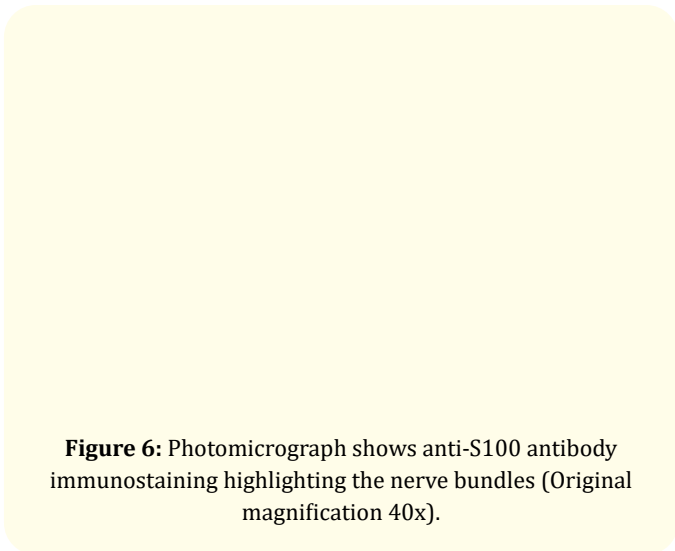 Figure 6: Photomicrograph shows anti-S100 antibody
immunostaining highlighting the nerve bundles (Original
magnification 40x).